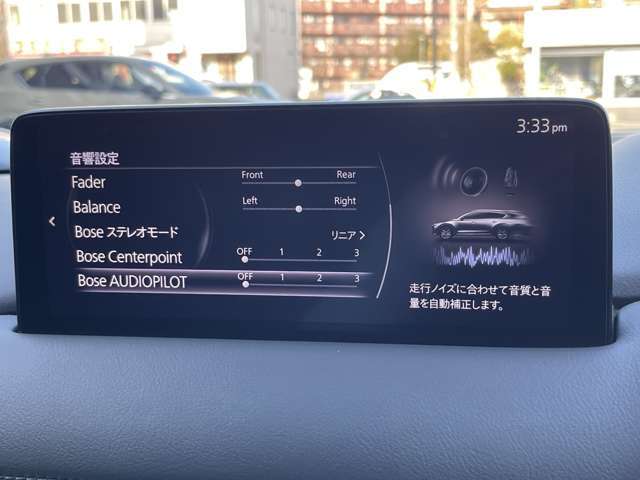 3:33 pm
音響設定
Fader Front Rear
Balance Left Right
Bose ステレオモード リニア
Bose Centerpoint OFF 1 2 3
Bose AUDIOPILOT OFF 1 2 3
走行ノイズに合わせて音質と音
量を自動補正します。